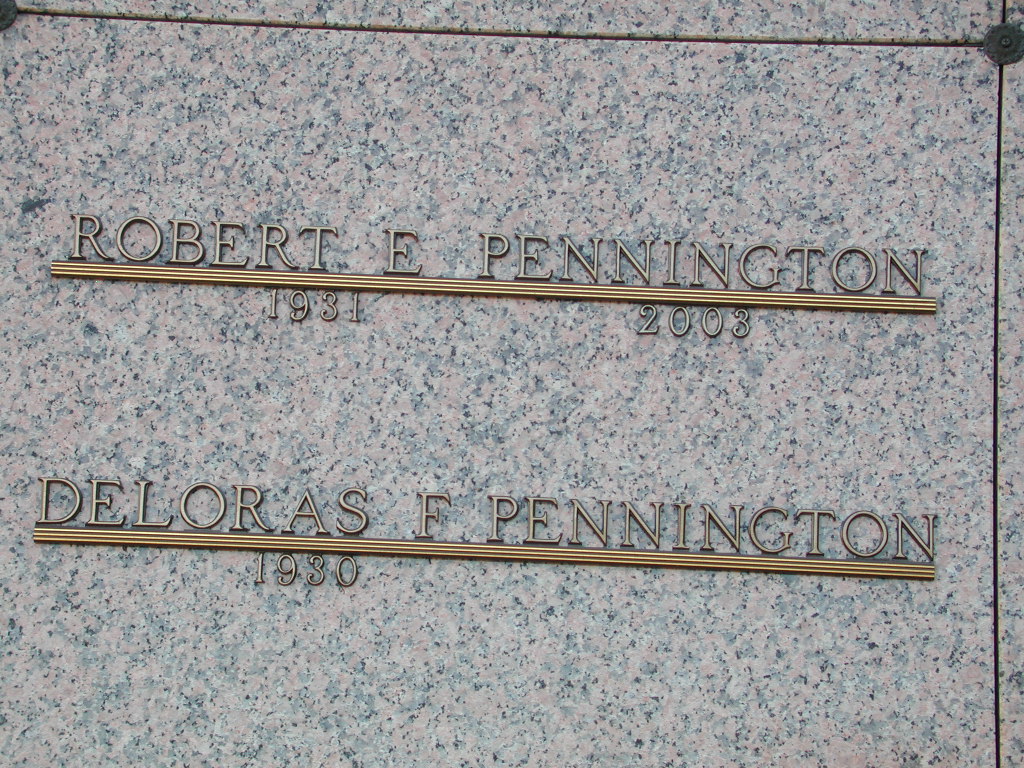 ROBERT E PENNINGTON
1931 2003
DELORAS F PENNINGTON
1930